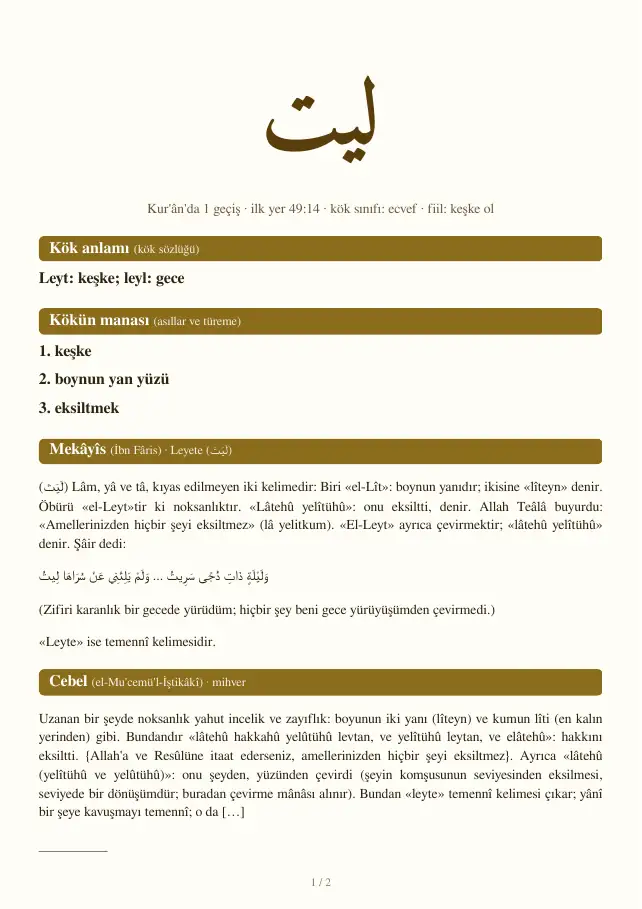 ليت
Kur'ân'da 1 geçiş · ilk yer 49:14 · kök sınıfı: ecvef · fiil: keşke ol
Kök anlamı (kök sözlüğü)
Leyt: keşke; leyl: gece
Kökün manası (asıllar ve türeme)
1. keşke
2. boynun yan yüzü
3. eksiltmek
Mekâyîs (İbn Fâris) · Leyete (لَيَتَ)
(لَيَتَ) Lâm, yâ ve tâ, kıyas edilmeyen iki kelimedir: Biri «el-Lît»: boynun yanıdır; ikisine «lîteyn» denir.
Öbürü «el-Leyt»tir ki noksanlıktır. «Lâtehû yelîtühû»: onu eksiltti, denir. Allah Teâlâ buyurdu:
«Amellerinizden hiçbir şeyi eksiltmez» (lâ yelitkum). «El-Leyt» ayrıca çevirmektir; «lâtehû yelîtühû»
denir. Şâir dedi:
وَلَيْلَةٍ ذَاتِ دُجًى سَرِيتُ ... وَلَمْ يَلِتْنِي عَنْ سُرَاهَا لِيتُ
(Zifiri karanlık bir gecede yürüdüm; hiçbir şey beni gece yürüyüşümden çevirmedi.)
«Leyte» ise temennî kelimesidir.
Cebel (el-Mu'cemü'l-İştikâkî) · mihver
Uzanan bir şeyde noksanlık yahut incelik ve zayıflık: boyunun iki yanı (lîteyn) ve kumun lîti (en kalın
yerinden) gibi. Bundandır «lâtehû hakkahû yelûtühû levtan, ve yelîtühû leytan, ve elâtehû»: hakkını
eksiltti. {Allah'a ve Resûlüne itaat ederseniz, amellerinizden hiçbir şeyi eksiltmez}. Ayrıca «lâtehû
(yelîtühû ve yelûtühû)»: onu şeyden, yüzünden çevirdi (şeyin komşusunun seviyesinden eksilmesi,
seviyede bir dönüşümdür; buradan çevirme mânâsı alınır). Bundan «leyte» temennî kelimesi çıkar; yânî
bir şeye kavuşmayı temennî; o da […]
1 / 2